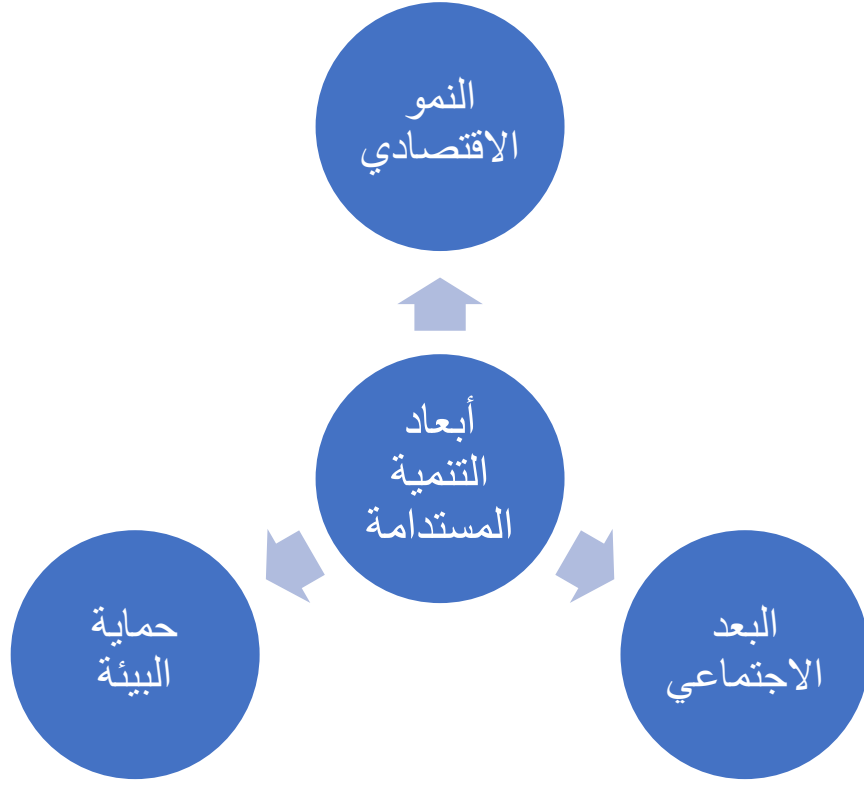 النمو
الاقتصادي
أبعاد
التنمية
المستدامة
البعد
الاجتماعي
حماية
البيئة